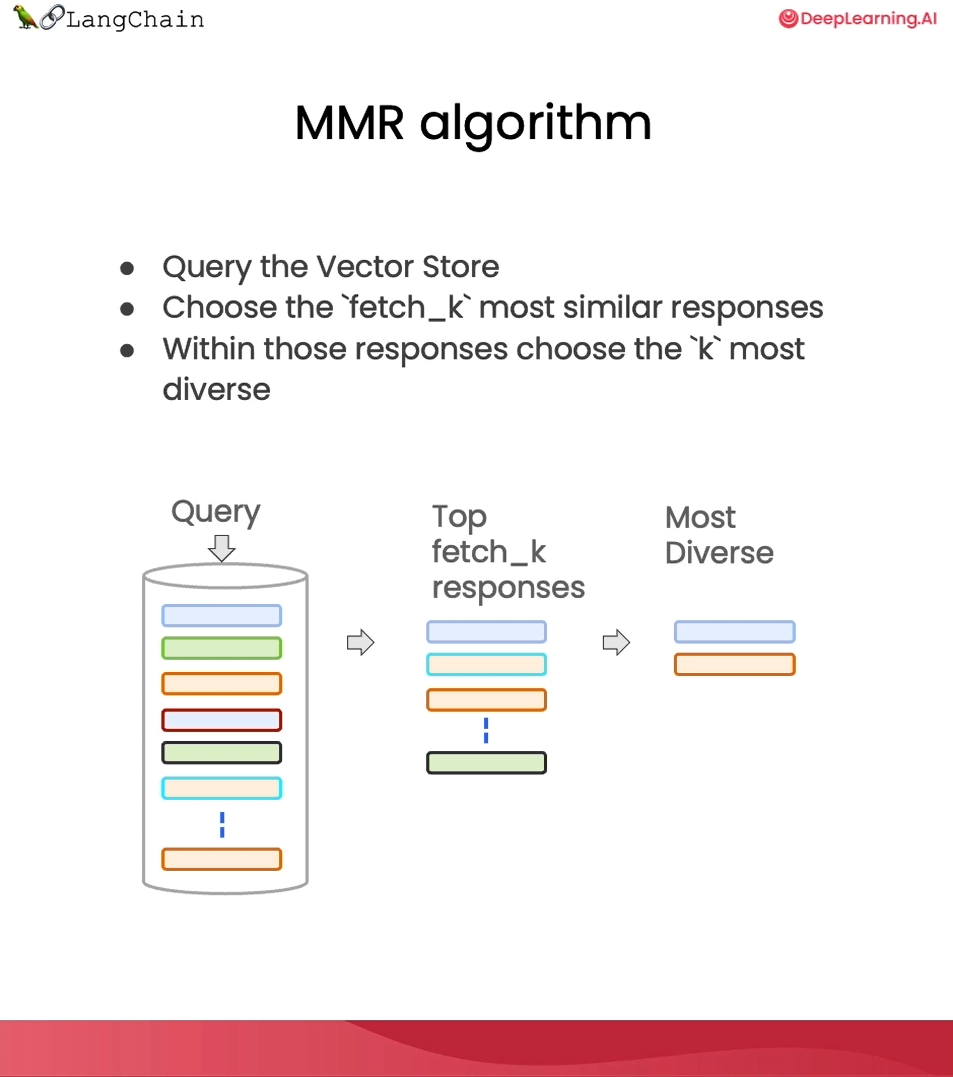 LangChain
DeepLearning.AI
MMR algorithm
● Query the Vector Store
● Choose the `fetch_k` most similar responses
● Within those responses choose the `k` most
diverse
Query
Top
fetch_k
responses
Most
Diverse